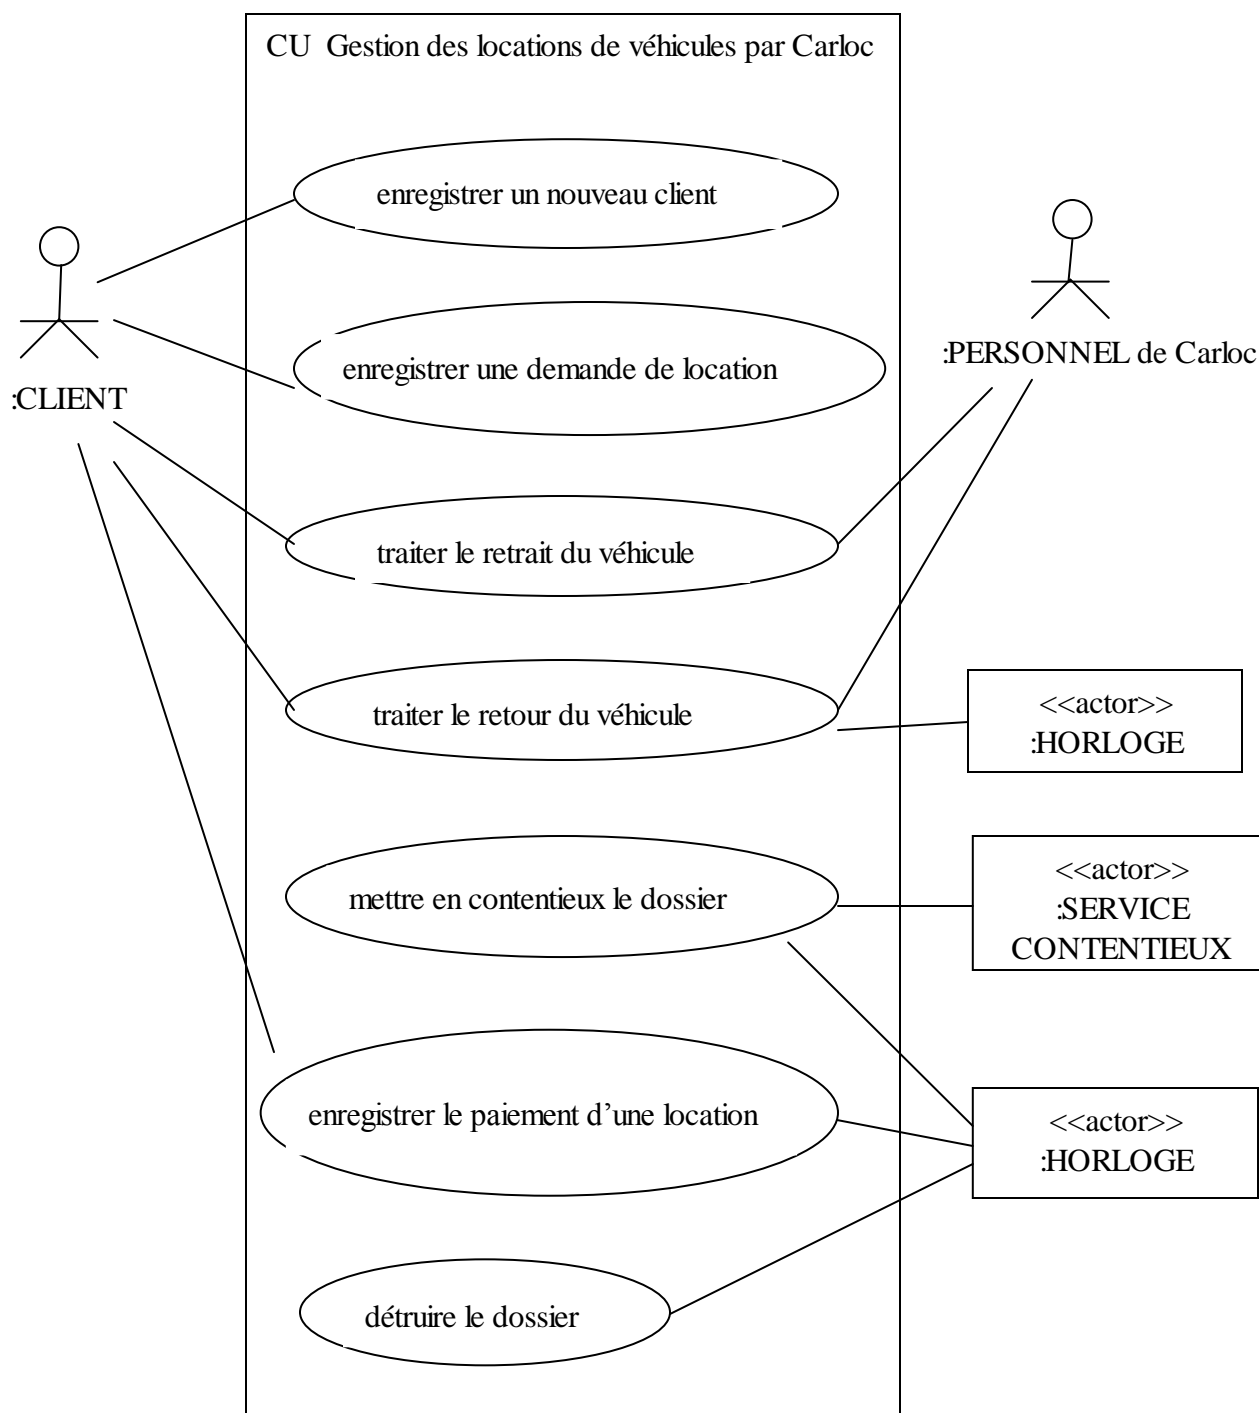 CU Gestion des locations de véhicules par Carloc
enregistrer un nouveau client
:PERSONNEL de Carloc
enregistrer une demande de location
:CLIENT
traiter le retrait du véhicule
traiter le retour du véhicule
<<actor>>
:HORLOGE
mettre en contentieux le dossier
<<actor>>
:SERVICE
CONTENTIEUX
enregistrer le paiement d’une location
<<actor>>
:HORLOGE
détruire le dossier